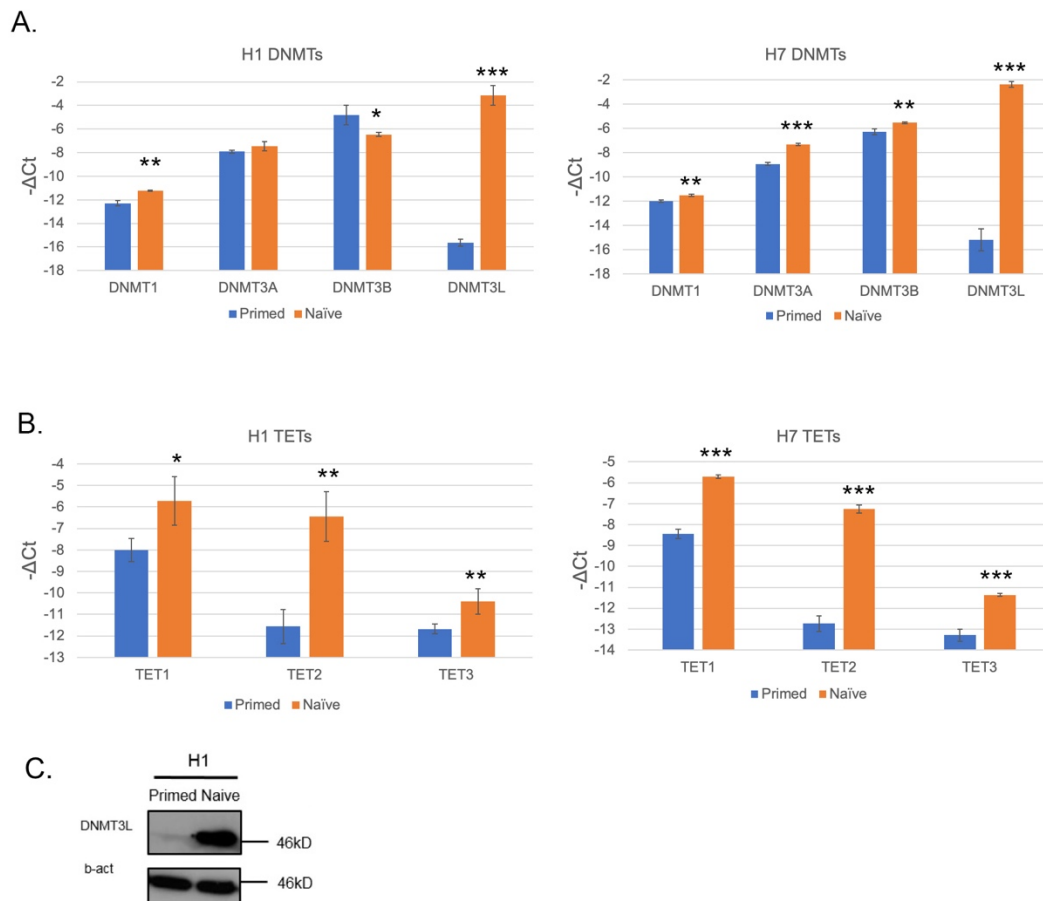 A.
H1 DNMTs
-ΔCt
-2
-4
-6
-8
-10
-12
-14
-16
-18
**
*
***
DNMT1 DNMT3A DNMT3B DNMT3L
Primed Naïve
H7 DNMTs
-ΔCt
-2
-4
-6
-8
-10
-12
-14
-16
-18
**
***
**
***
DNMT1 DNMT3A DNMT3B DNMT3L
Primed Naïve
B.
H1 TETs
-ΔCt
-4
-5
-6
-7
-8
-9
-10
-11
-12
-13
*
**
**
TET1 TET2 TET3
Primed Naïve
H7 TETs
-ΔCt
-5
-6
-7
-8
-9
-10
-11
-12
-13
-14
***
***
***
TET1 TET2 TET3
Primed Naïve
C.
H1
Primed Naive
DNMT3L
46kD
b-act
46kD